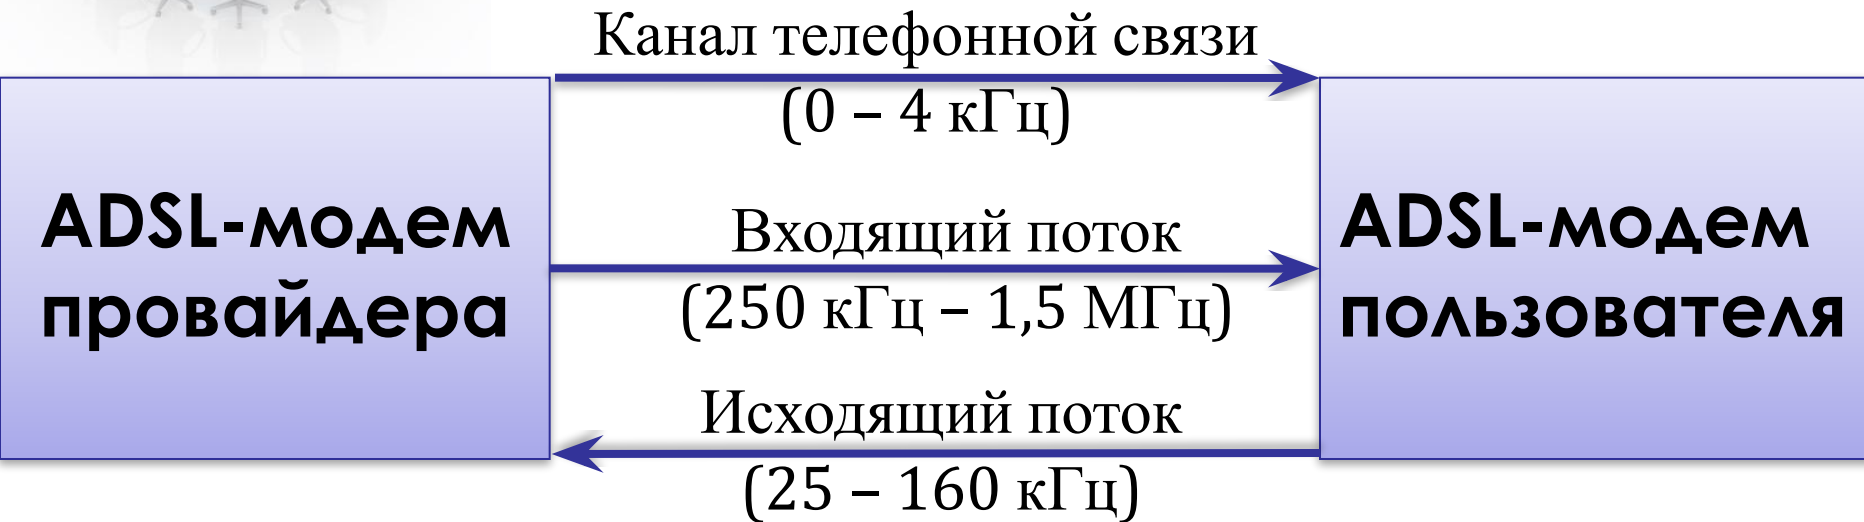 Канал телефонной связи
(0 – 4 кГц)
ADSL-модем
провайдера
Входящий поток
(250 кГц – 1,5 МГц)
ADSL-модем
пользователя
Исходящий поток
(25 – 160 кГц)